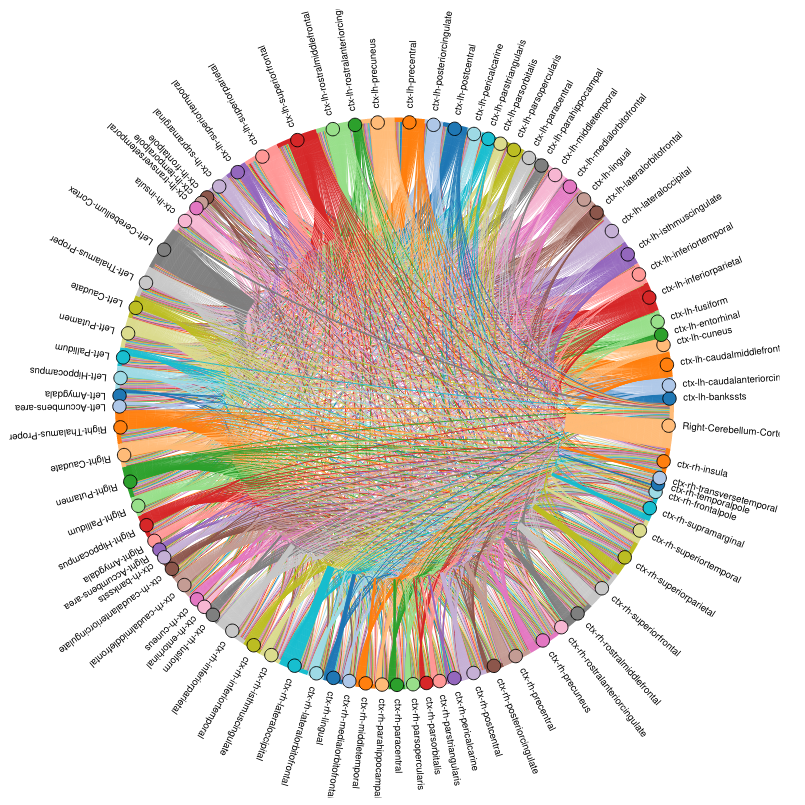 ctx-lh-precuneus
ctx-lh-precentral
ctx-lh-posteriorcingulate
ctx-lh-postcentral
ctx-lh-pericalcarine
ctx-lh-parstriangularis
ctx-lh-parsorbitalis
ctx-lh-parsopercularis
ctx-lh-paracentral
ctx-lh-parahippocampal
ctx-lh-middletemporal
ctx-lh-medialorbitofrontal
ctx-lh-lingual
ctx-lh-lateralorbitofrontal
ctx-lh-lateraloccipital
ctx-lh-isthmuscingulate
ctx-lh-inferiortemporal
ctx-lh-inferiorparietal
ctx-lh-fusiform
ctx-lh-entorhinal
ctx-lh-cuneus
ctx-lh-caudalmiddlefront
ctx-lh-caudalanteriorcin
ctx-lh-bankssts
Right-Cerebellum-Corte
ctx-rh-insula
ctx-rh-transversetemporal
ctx-rh-temporalpole
ctx-rh-frontalpole
ctx-rh-supramarginal
ctx-rh-superiortemporal
ctx-rh-superiorparietal
ctx-rh-superiorfrontal
ctx-rh-rostralmiddlefrontal
ctx-rh-rostralanteriorcingulate
ctx-rh-precuneus
ctx-rh-precentral
ctx-rh-posteriorcingulate
ctx-rh-postcentral
ctx-rh-pericalcarine
ctx-rh-parstriangularis
ctx-rh-parsorbitalis
ctx-rh-parsopercularis
ctx-rh-paracentral
ctx-rh-parahippocampal
ctx-rh-middletemporal
ctx-rh-medialorbitofrontal
ctx-rh-lingual
ctx-rh-lateralorbitofrontal
ctx-rh-lateraloccipital
ctx-rh-isthmuscingulate
ctx-rh-inferiortemporal
ctx-rh-inferiorparietal
ctx-rh-fusiform
ctx-rh-entorhinal
ctx-rh-cuneus
ctx-rh-caudalmiddlefrontal
ctx-rh-caudalanteriorcingulate
ctx-rh-bankssts
Right-Accumbens-area
Right-Amygdala
Right-Hippocampus
Right-Pallidum
Right-Putamen
Right-Caudate
Right-Thalamus-Proper
Left-Accumbens-area
Left-Amygdala
Left-Hippocampus
Left-Pallidum
Left-Putamen
Left-Caudate
Left-Thalamus-Proper
Left-Cerebellum-Cortex
ctx-lh-insula
ctx-lh-transversetemporal
ctx-lh-temporalpole
ctx-lh-frontalpole
ctx-lh-supramarginal
ctx-lh-superiortemporal
ctx-lh-superiorparietal
ctx-lh-superiorfrontal
ctx-lh-rostralmiddlefrontal
ctx-lh-rostralanteriorcingu